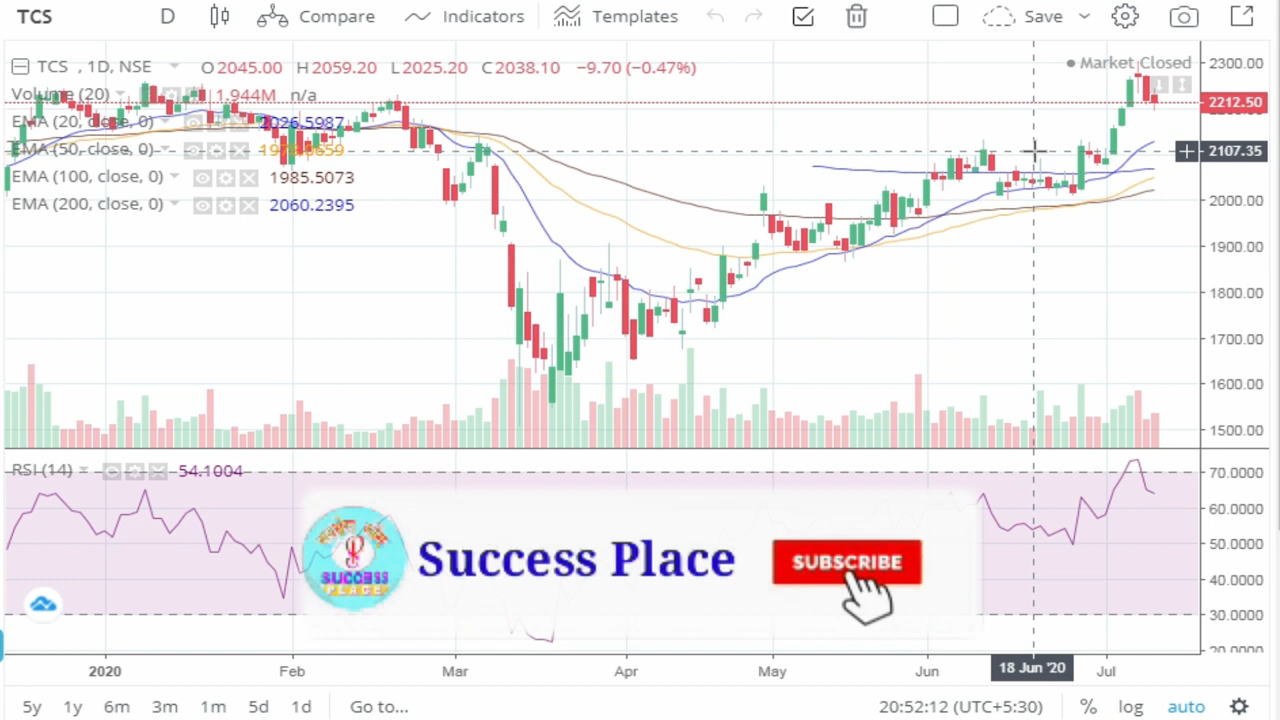 TCS D Compare Indicators Templates Save
TCS , 1D, NSE O2045.00 H2059.20 L2025.20 C2038.10 −9.70 (−0.47%)
Market Closed
Volume (20) 1.944M n/a
EMA (20, close, 0) 2026.5987
EMA (50, close, 0)
EMA (100, close, 0) 1985.5073
EMA (200, close, 0) 2060.2395
2300.00
2212.50
2107.35
2000.00
1900.00
1800.00
1700.00
1600.00
1500.00
RSI (14) 54.1004
70.0000
60.0000
50.0000
40.0000
30.0000
20.0000
SUCCESS
PLACE
Success Place
SUBSCRIBE
2020 Feb Mar Apr May Jun 18 Jun '20 Jul
5y 1y 6m 3m 1m 5d 1d Go to... 20:52:12 (UTC+5:30) % log auto